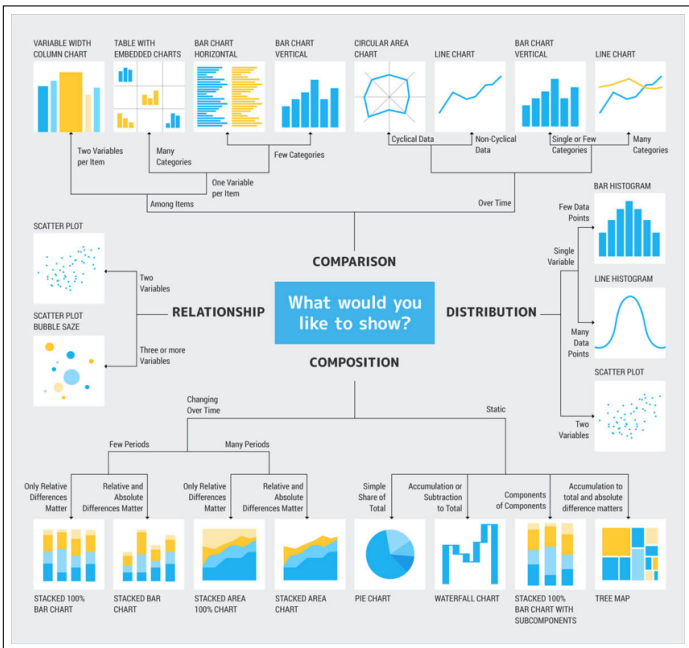 VARIABLE WIDTH
COLUMN CHART
TABLE WITH
EMBEDDED CHARTS
BAR CHART
HORIZONTAL
BAR CHART
VERTICAL
CIRCULAR AREA
CHART
LINE CHART
BAR CHART
VERTICAL
LINE CHART
Two Variables
per Item
Many
Categories
Few Categories
One Variable
per Item
Among Items
Cyclical Data
Non-Cyclical
Data
Single or Few
Categories
Many
Categories
Over Time
COMPARISON
SCATTER PLOT
Two
Variables
SCATTER PLOT
BUBBLE SAZE
Three or more
Variables
RELATIONSHIP
What would you
like to show?
DISTRIBUTION
BAR HISTOGRAM
Few Data
Points
Single
Variable
LINE HISTOGRAM
Many
Data
Points
SCATTER PLOT
Two
Variables
COMPOSITION
Changing
Over Time
Static
Few Periods
Many Periods
Only Relative
Differences
Matter
Relative and
Absolute
Differences Matter
Only Relative
Differences
Matter
Relative and
Absolute
Differences Matter
Simple
Share of
Total
Accumulation or
Subtraction
to Total
Components
of Components
Accumulation to
total and absolute
difference matters
STACKED 100%
BAR CHART
STACKED BAR
CHART
STACKED AREA
100% CHART
STACKED AREA
CHART
PIE CHART
WATERFALL CHART
STACKED 100%
BAR CHART WITH
SUBCOMPONENTS
TREE MAP